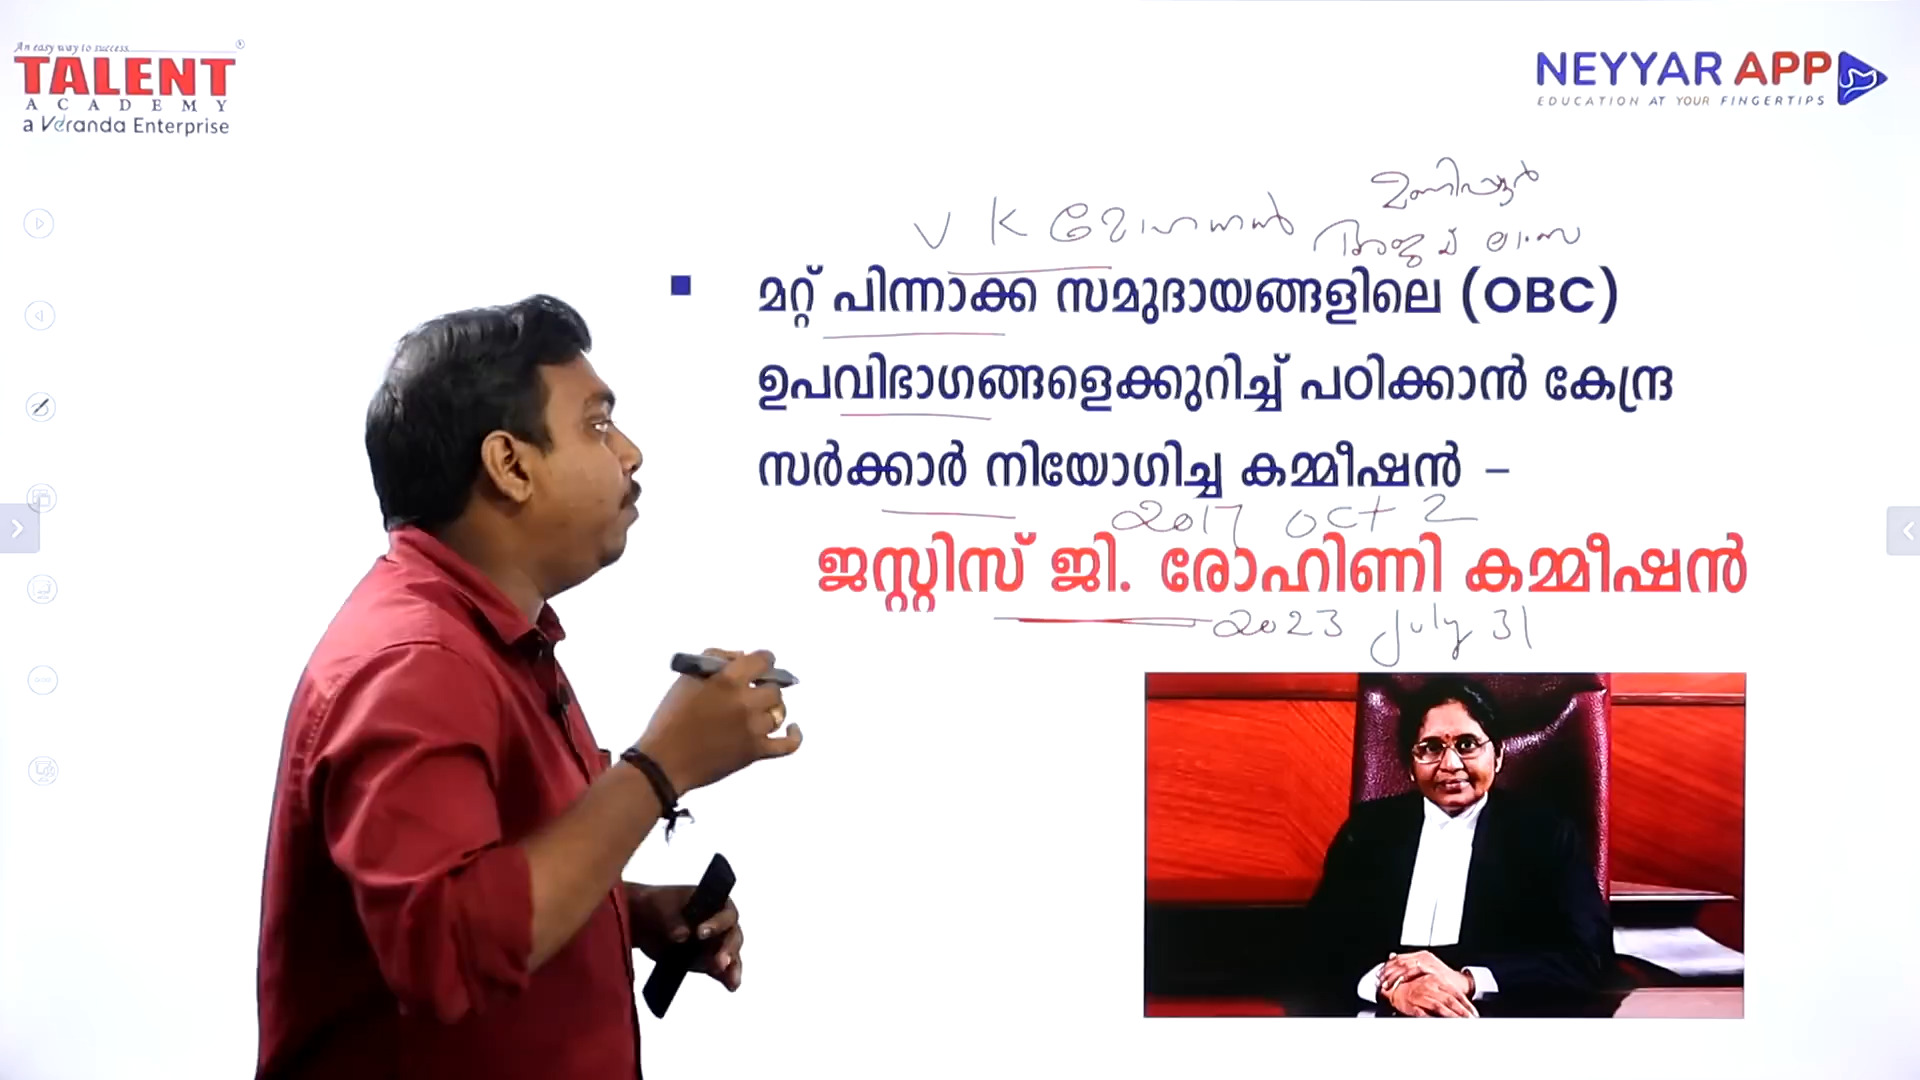 An easy way to success
TALENT
ACADEMY
a Veranda Enterprise
NEYYAR APP
EDUCATION AT YOUR FINGERTIPS
മണിപ്പൂർ
V K മോഹനൻ
മറ്റ് പിന്നാക്ക സമുദായങ്ങളിലെ (OBC)
ഉപവിഭാഗങ്ങളെക്കുറിച്ച് പഠിക്കാൻ കേന്ദ്ര
സർക്കാർ നിയോഗിച്ച കമ്മീഷൻ –
2017 oct 2
ജസ്റ്റിസ് ജി. രോഹിണി കമ്മീഷൻ
2023 July 31